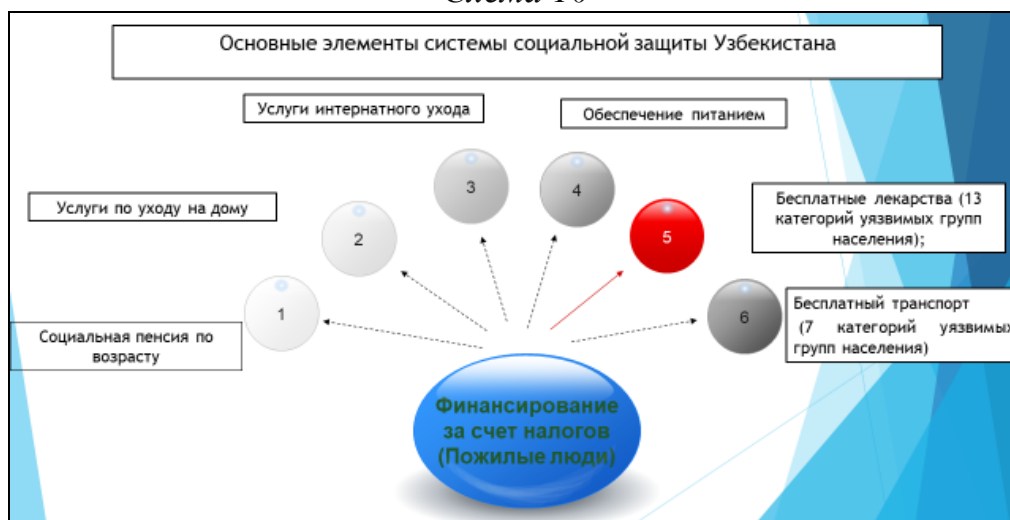 Основные элементы системы социальной защиты Узбекистана
Услуги интернатного ухода
Обеспечение питанием
3
4
Услуги по уходу на дому
2
5
Бесплатные лекарства (13
категорий уязвимых групп
населения);
1
6
Социальная пенсия по
возрасту
Бесплатный транспорт
(7 категорий уязвимых
групп населения)
Финансирование
за счет налогов
(Пожилые люди)